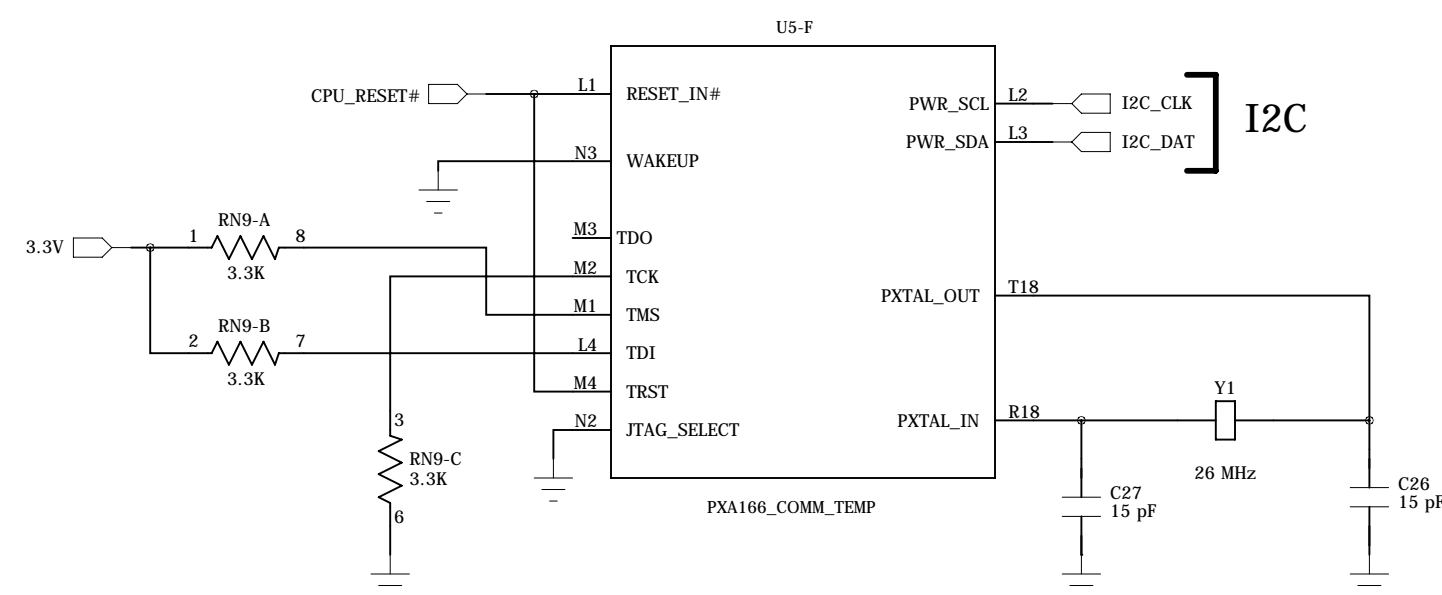 U5-F
CPU_RESET#
L1
RESET_IN#
PWR_SCL
L2
I2C_CLK
I2C
PWR_SDA
L3
I2C_DAT
N3
WAKEUP
RN9-A
3.3V
1
8
3.3K
M3
TDO
M2
TCK
PXTAL_OUT
T18
M1
TMS
RN9-B
2
7
3.3K
L4
TDI
M4
TRST
Y1
PXTAL_IN
R18
3
N2
JTAG_SELECT
RN9-C
3.3K
6
26 MHz
C27
15 pF
C26
15 pF
PXA166_COMM_TEMP